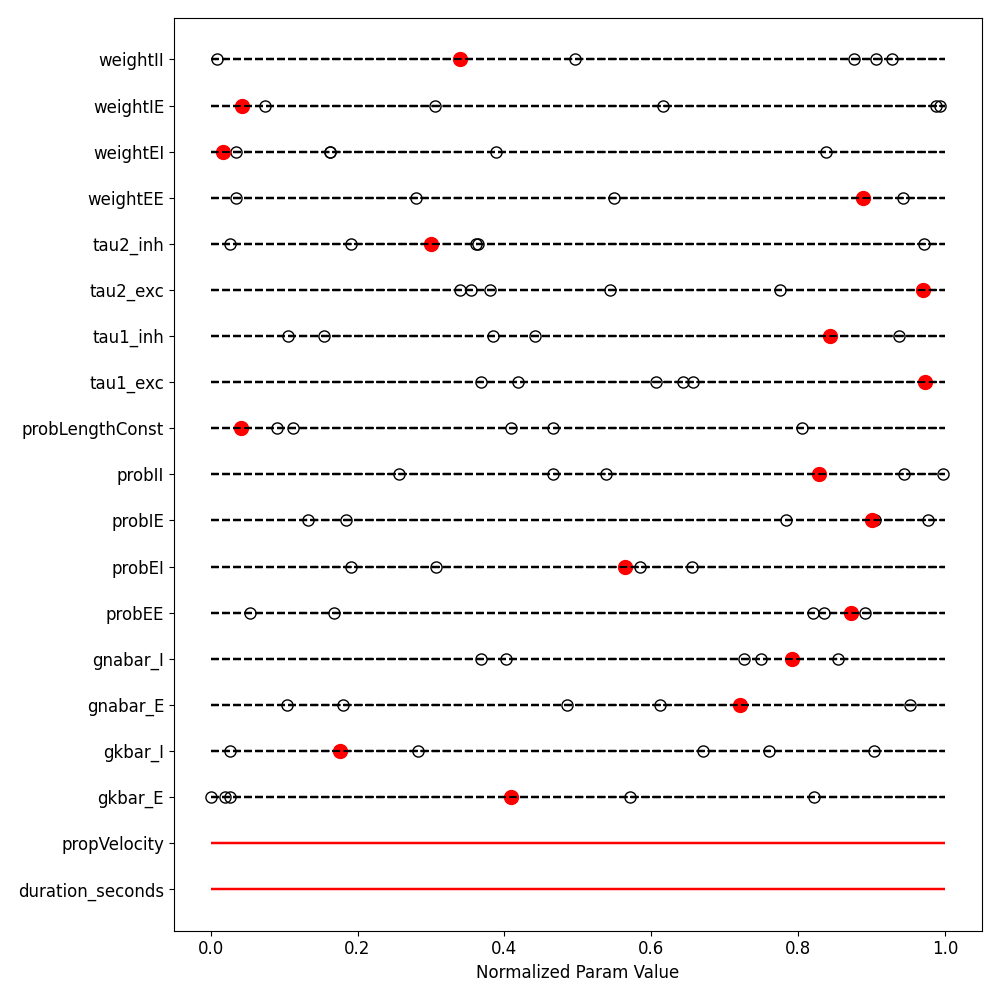 weightII
weightIE
weightEI
weightEE
tau2_inh
tau2_exc
tau1_inh
tau1_exc
probLengthConst
probII
probIE
probEI
probEE
gnabar_I
gnabar_E
gkbar_I
gkbar_E
propVelocity
duration_seconds
0.0 0.2 0.4 0.6 0.8 1.0
Normalized Param Value